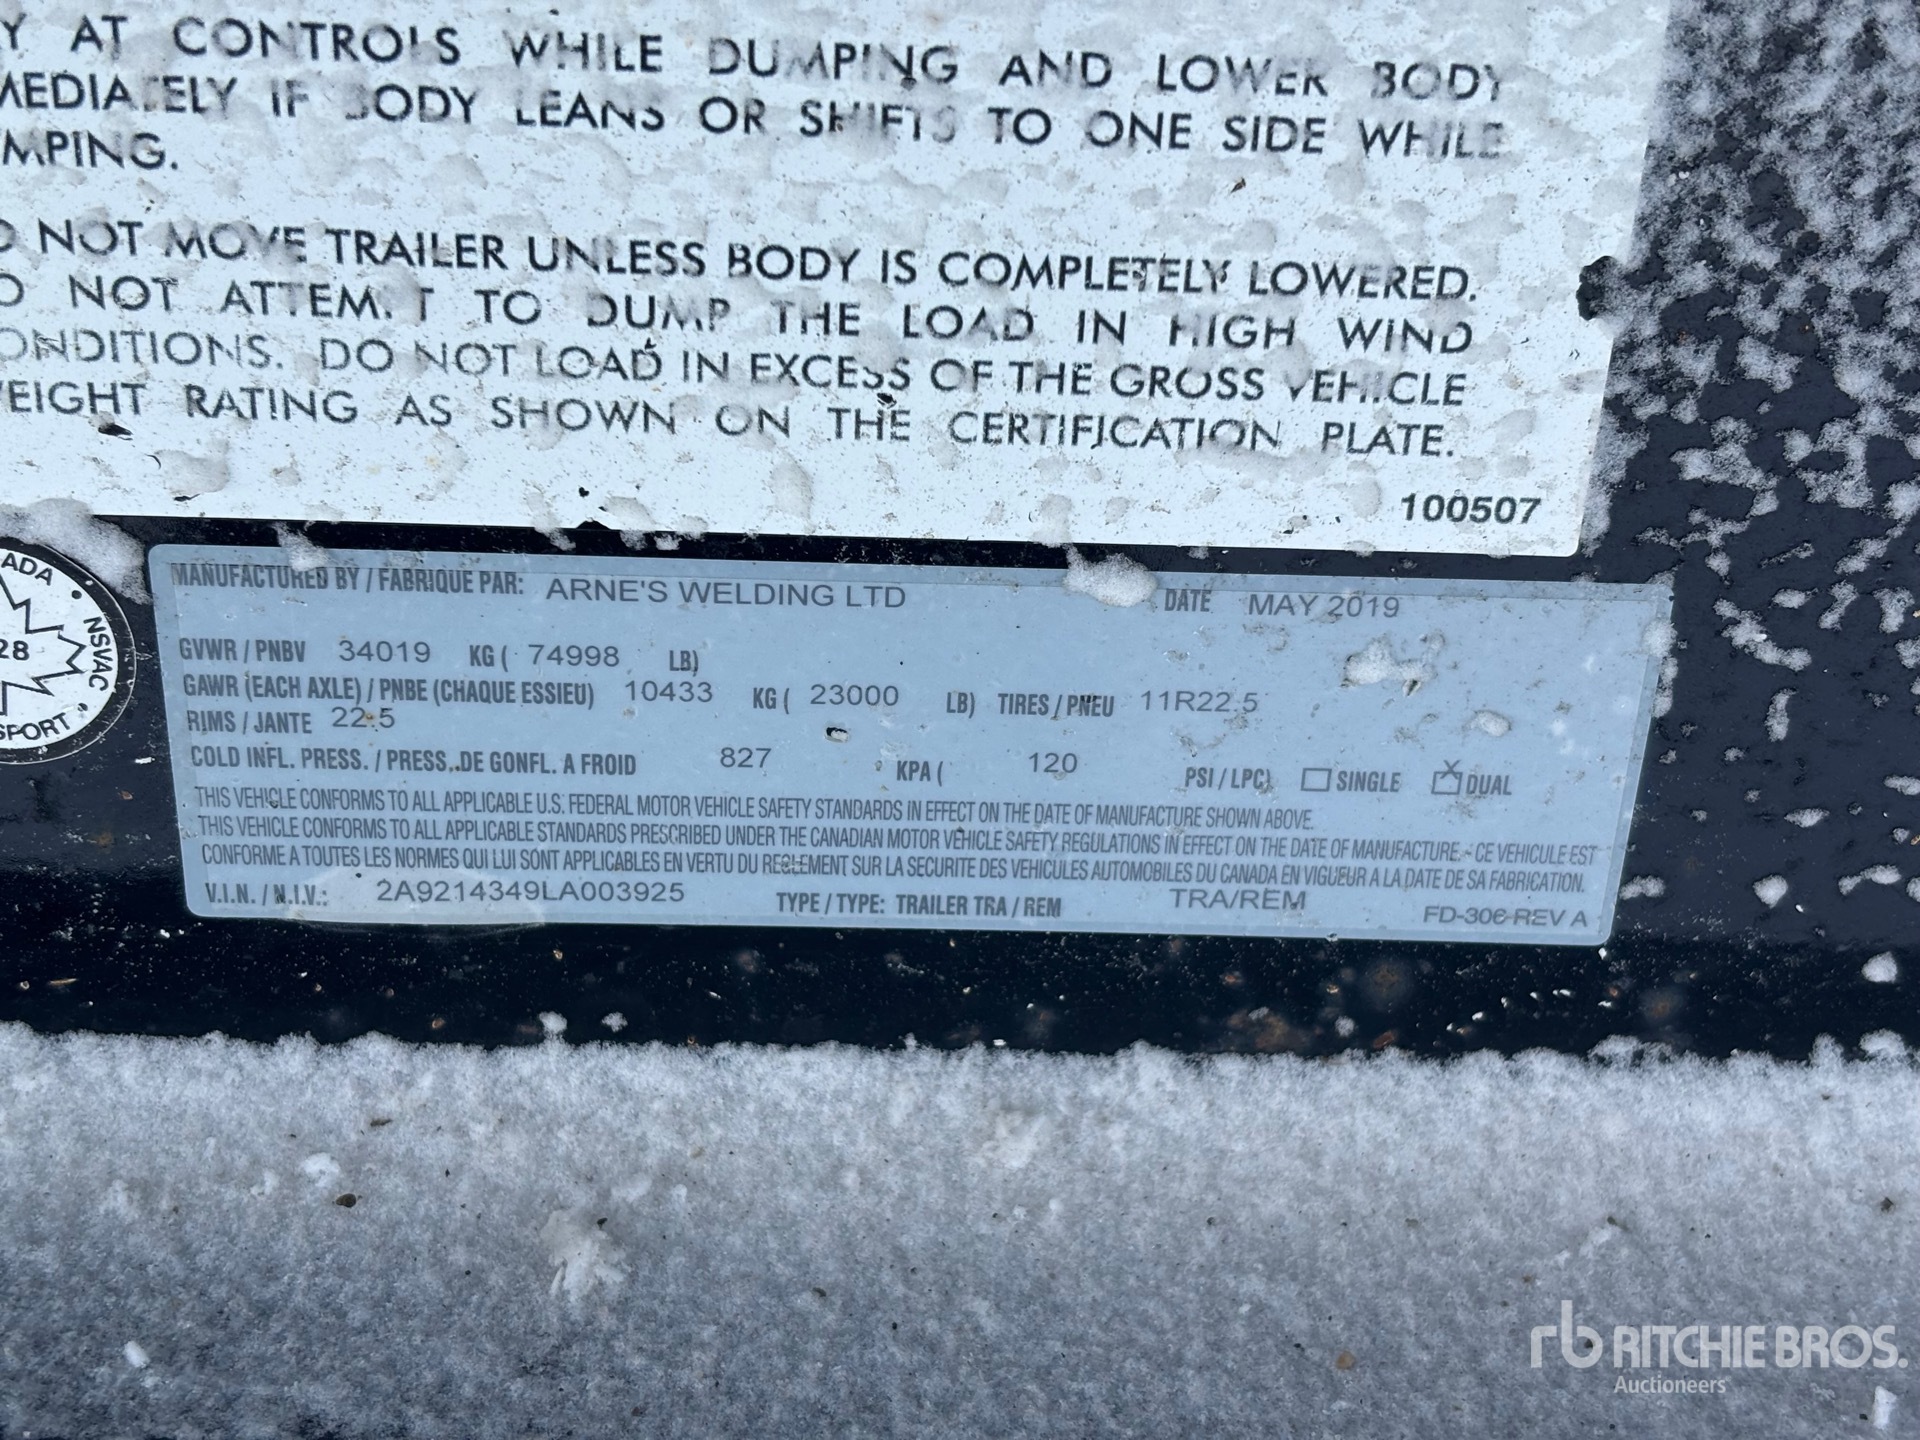 AT CONTROLS WHILE DUMPING AND LOWER BODY
IF BODY LEANS OR SHIFTS TO ONE SIDE WHILE
MPING.
NOT MOVE TRAILER UNLESS BODY IS COMPLETELY LOWERED.
NOT ATTEMPT TO DUMP THE LOAD IN HIGH WIND
ONDITIONS. DO NOT LOAD IN EXCESS OF THE GROSS VEHICLE
EIGHT RATING AS SHOWN ON THE CERTIFICATION PLATE.
100507
ADA
28
NSVAC
SPORT
MANUFACTURED BY / FABRIQUE PAR: ARNE'S WELDING LTD DATE MAY 2019
GVWR / PNBV 34019 KG ( 74998 LB)
GAWR (EACH AXLE) / PNBE (CHAQUE ESSIEU) 10433 KG ( 23000 LB) TIRES / PNEU 11R22.5
RIMS / JANTE 22.5
COLD INFL. PRESS. / PRESS. DE GONFL. A FROID 827 KPA ( 120 PSI / LPC) SINGLE X DUAL
THIS VEHICLE CONFORMS TO ALL APPLICABLE U.S. FEDERAL MOTOR VEHICLE SAFETY STANDARDS IN EFFECT ON THE DATE OF MANUFACTURE SHOWN ABOVE.
THIS VEHICLE CONFORMS TO ALL APPLICABLE STANDARDS PRESCRIBED UNDER THE CANADIAN MOTOR VEHICLE SAFETY REGULATIONS IN EFFECT ON THE DATE OF MANUFACTURE. - CE VEHICULE EST
CONFORME A TOUTES LES NORMES QUI LUI SONT APPLICABLES EN VERTU DU REGLEMENT SUR LA SECURITE DES VEHICULES AUTOMOBILES DU CANADA EN VIGUEUR A LA DATE DE SA FABRICATION.
V.I.N. / N.I.V.: 2A9214349LA003925 TYPE / TYPE: TRAILER TRA / REM TRA/REM FD-306-REV A
rb RITCHIE BROS.
Auctioneers